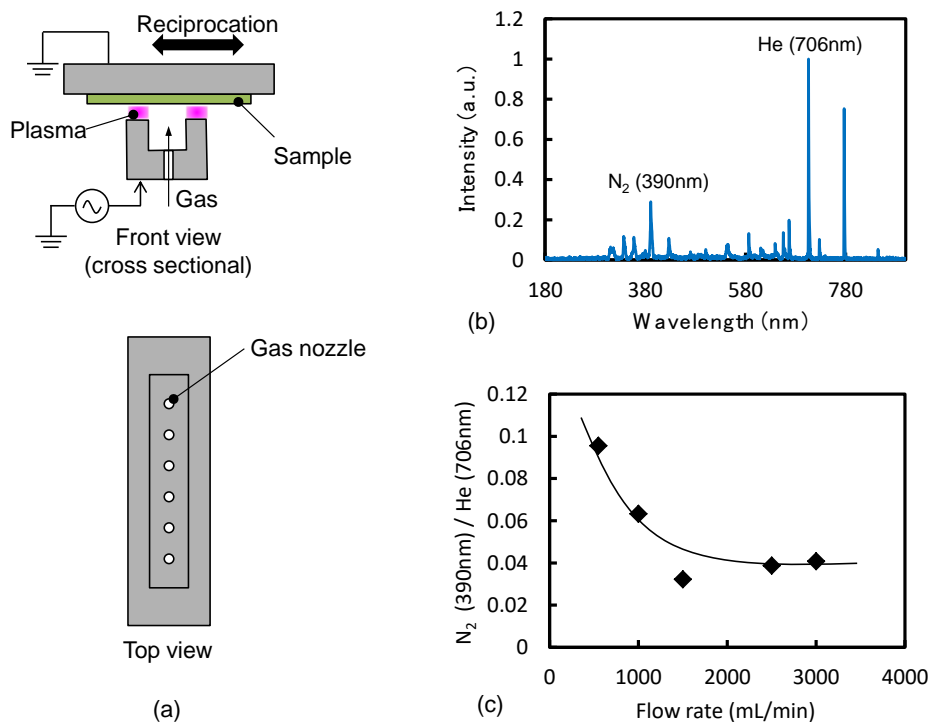 Reciprocation
Plasma
Sample
Gas
Front view
(cross sectional)
Gas nozzle
Top view
(a)
Intensity (a.u.)
1.2
1
0.8
0.6
0.4
0.2
0
He (706nm)
N₂ (390nm)
180 380 580 780
Wavelength (nm)
(b)
N₂ (390nm) / He (706nm)
0.12
0.1
0.08
0.06
0.04
0.02
0
0 1000 2000 3000 4000
Flow rate (mL/min)
(c)